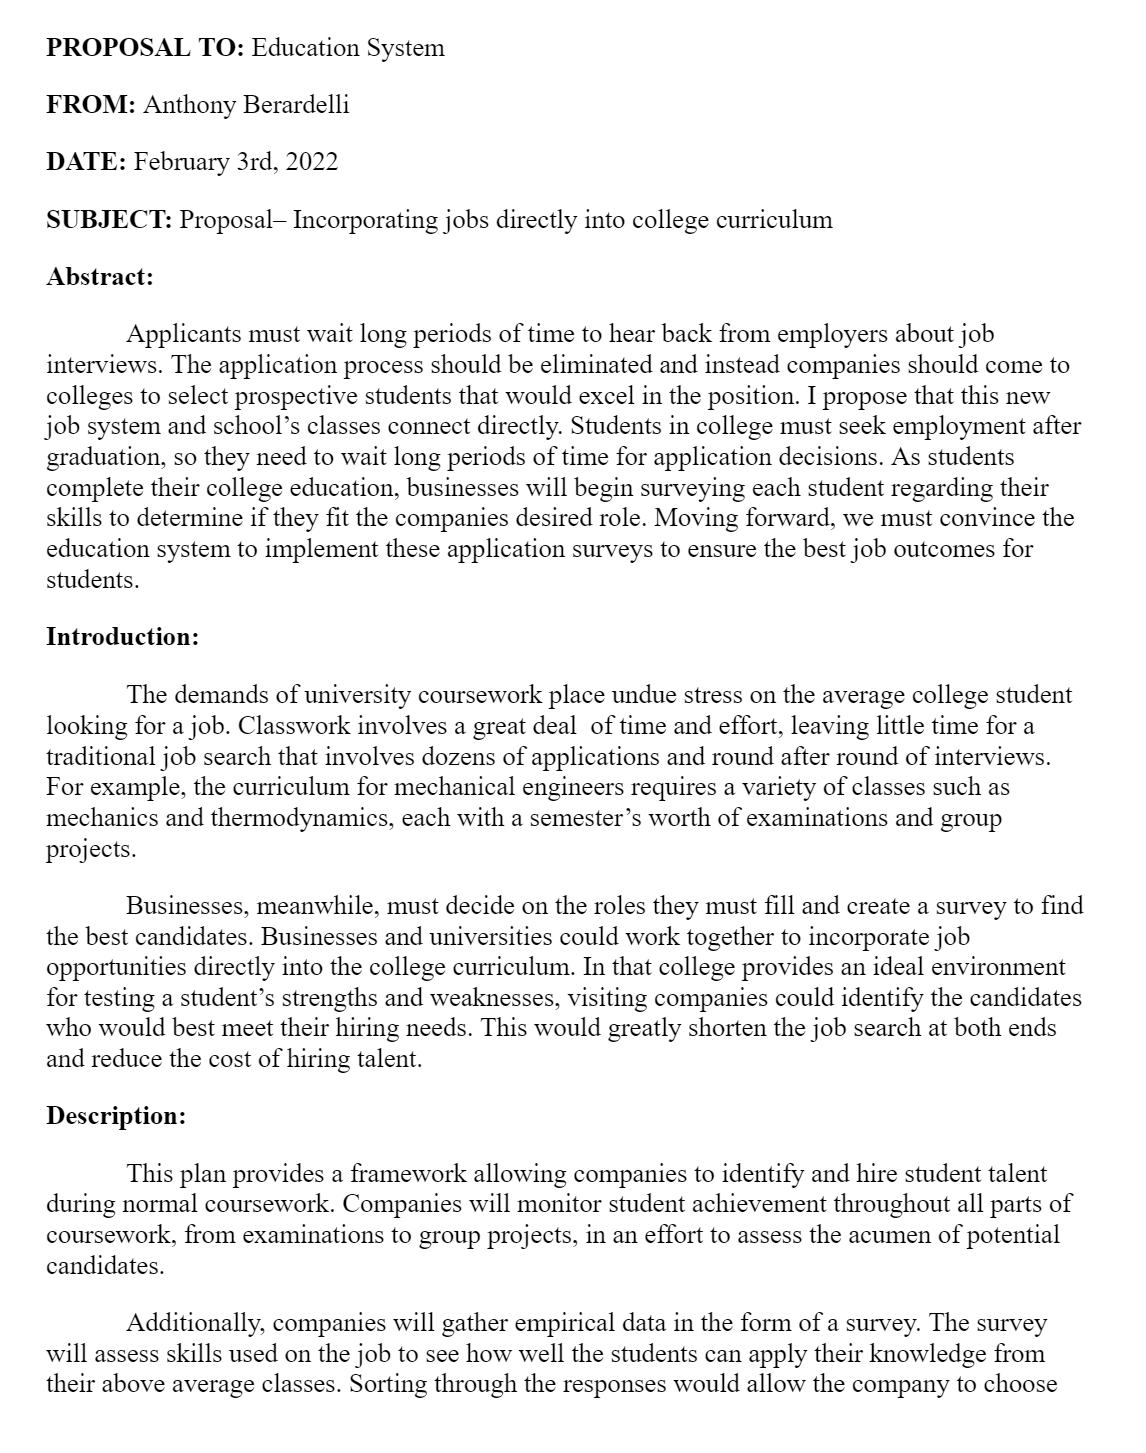 PROPOSAL TO: Education System
FROM: Anthony Berardelli
DATE: February 3rd, 2022
SUBJECT: Proposal– Incorporating jobs directly into college curriculum
Abstract:
Applicants must wait long periods of time to hear back from employers about job
interviews. The application process should be eliminated and instead companies should come to
colleges to select prospective students that would excel in the position. I propose that this new
job system and school’s classes connect directly. Students in college must seek employment after
graduation, so they need to wait long periods of time for application decisions. As students
complete their college education, businesses will begin surveying each student regarding their
skills to determine if they fit the companies desired role. Moving forward, we must convince the
education system to implement these application surveys to ensure the best job outcomes for
students.
Introduction:
The demands of university coursework place undue stress on the average college student
looking for a job. Classwork involves a great deal  of time and effort, leaving little time for a
traditional job search that involves dozens of applications and round after round of interviews.
For example, the curriculum for mechanical engineers requires a variety of classes such as
mechanics and thermodynamics, each with a semester’s worth of examinations and group
projects.
Businesses, meanwhile, must decide on the roles they must fill and create a survey to find
the best candidates. Businesses and universities could work together to incorporate job
opportunities directly into the college curriculum. In that college provides an ideal environment
for testing a student’s strengths and weaknesses, visiting companies could identify the candidates
who would best meet their hiring needs. This would greatly shorten the job search at both ends
and reduce the cost of hiring talent.
Description:
This plan provides a framework allowing companies to identify and hire student talent
during normal coursework. Companies will monitor student achievement throughout all parts of
coursework, from examinations to group projects, in an effort to assess the acumen of potential
candidates.
Additionally, companies will gather empirical data in the form of a survey. The survey
will assess skills used on the job to see how well the students can apply their knowledge from
their above average classes. Sorting through the responses would allow the company to choose